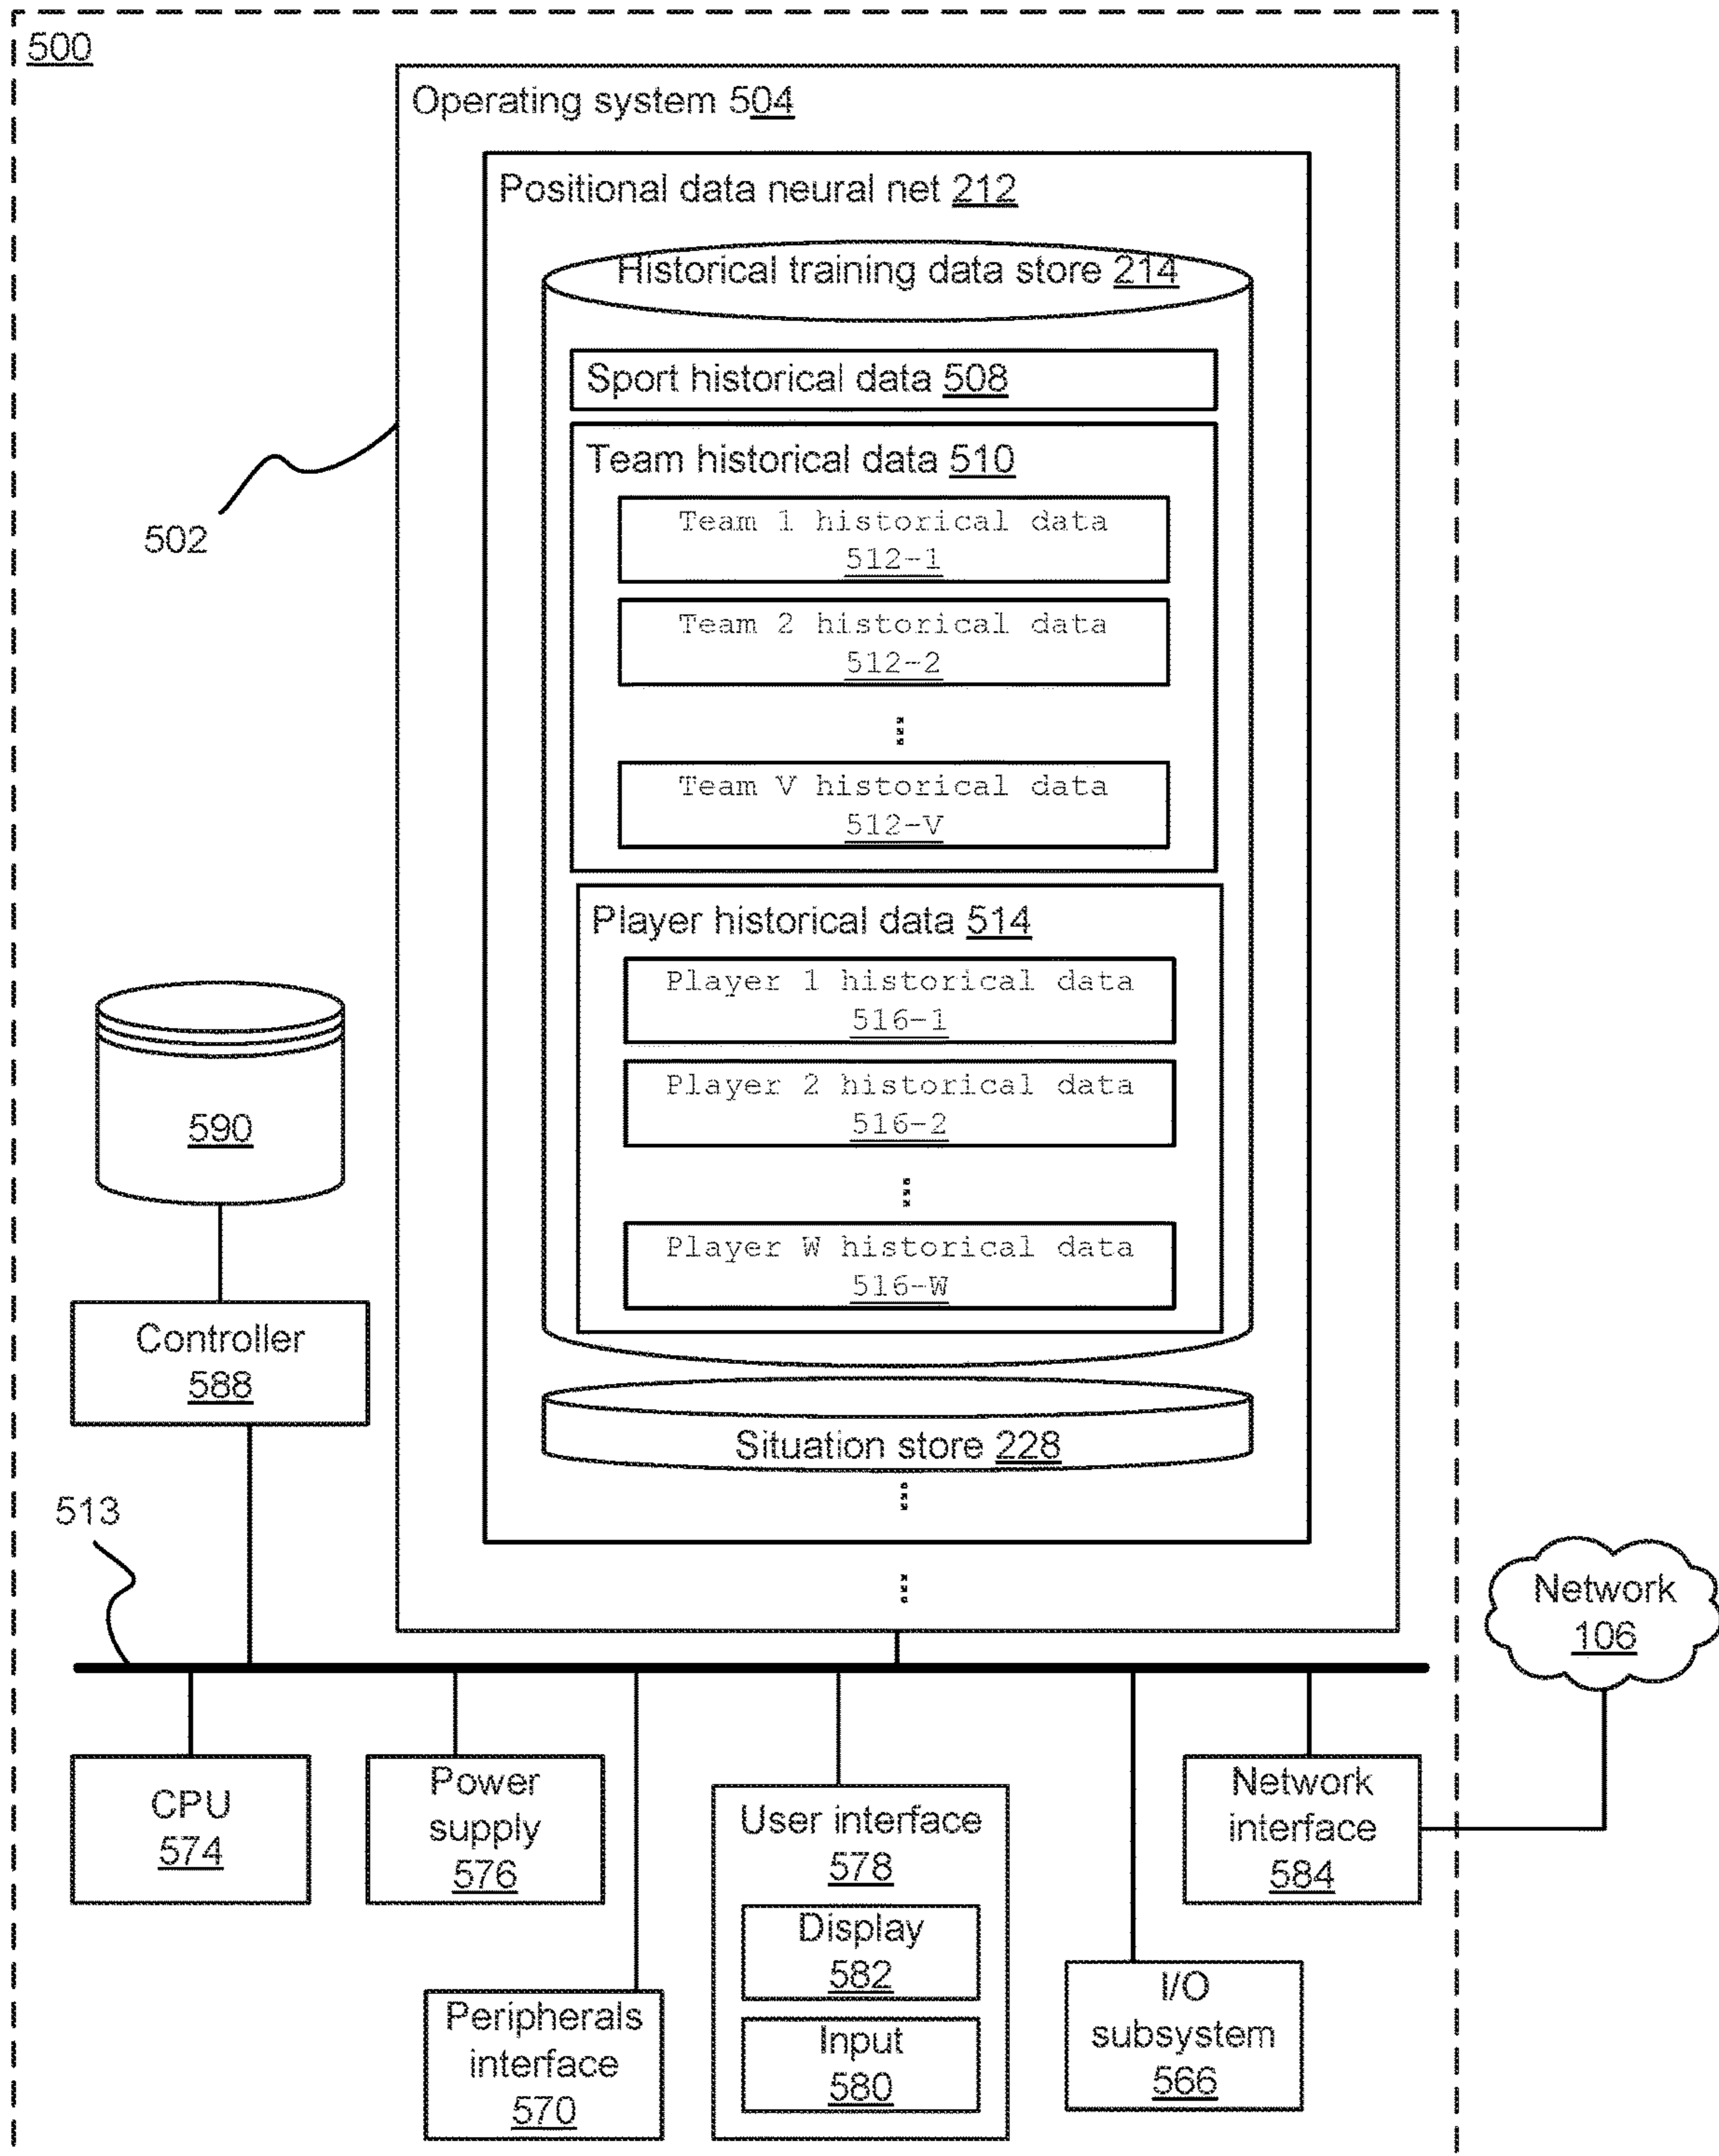 500
Operating system 504
Positional data neural net 212
Historical training data store 214
Sport historical data 508
Team historical data 510
Team 1 historical data
512-1
Team 2 historical data
512-2
Team V historical data
512-V
502
Player historical data 514
Player 1 historical data
516-1
Player 2 historical data
516-2
Player W historical data
516-W
590
Controller
588
Situation store 228
513
Network
106
CPU
574
Power
supply
576
User interface
578
Display
582
Input
580
Network
interface
584
Peripherals
interface
570
I/O
subsystem
566